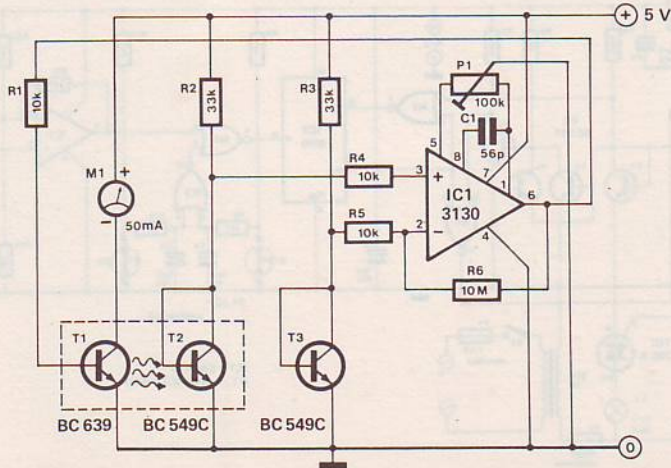 + 5 V
R1
10k
R2
33k
R3
33k
P1
100k
C1
56p
5
8
7
1
M1
+
-
50mA
R4
10k
3
+
IC1
3130
6
R5
10k
2
-
4
R6
10 M
T1
T2
T3
BC 639
BC 549C
BC 549C
0